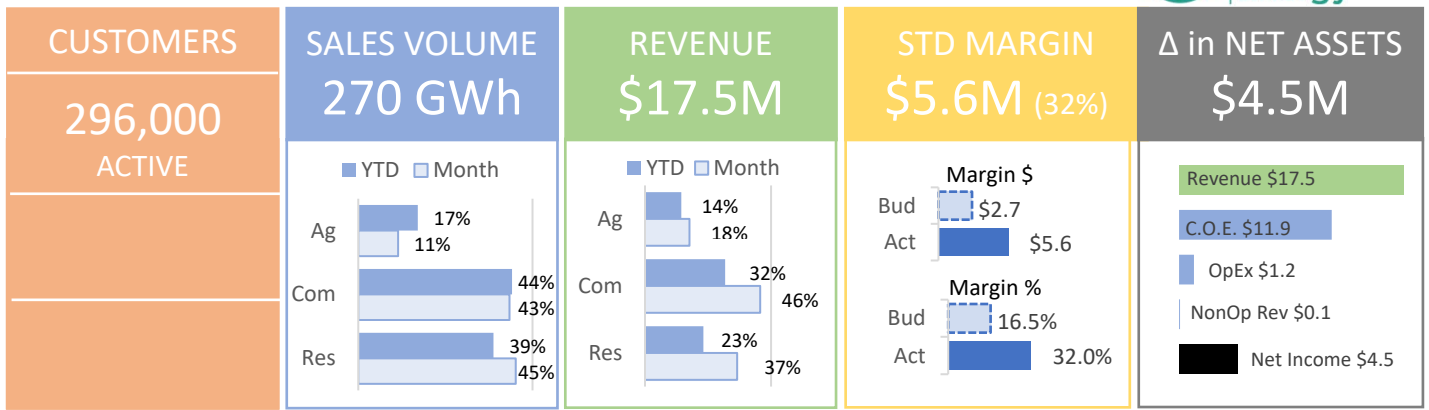 CUSTOMERS
296,000
ACTIVE
SALES VOLUME
270 GWh
YTD Month
Ag
17%
11%
Com
44%
43%
Res
39%
45%
REVENUE
$17.5M
YTD Month
Ag
14%
18%
Com
32%
46%
Res
23%
37%
STD MARGIN
$5.6M (32%)
Margin $
Bud $2.7
Act $5.6
Margin %
Bud 16.5%
Act 32.0%
Δ in NET ASSETS
$4.5M
Revenue $17.5
C.O.E. $11.9
OpEx $1.2
NonOp Rev $0.1
Net Income $4.5